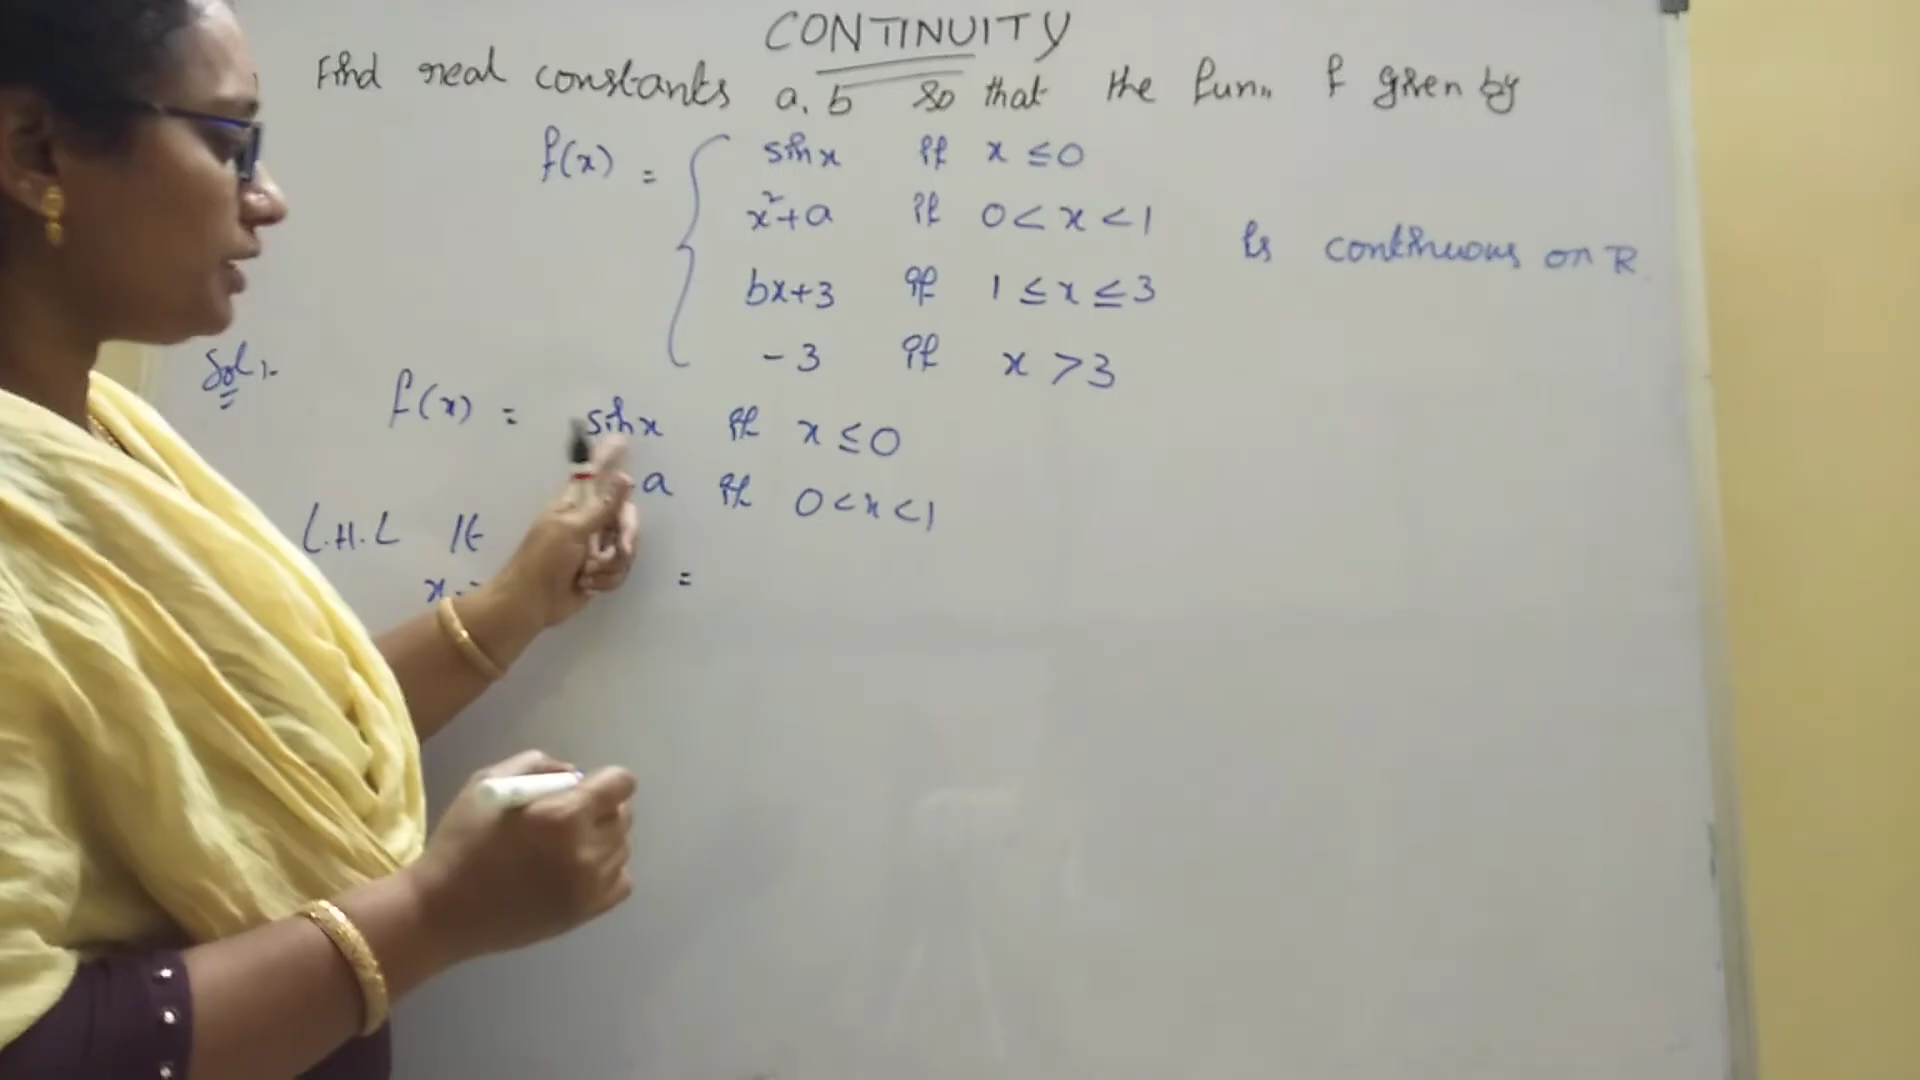 CONTINUITY
Find real constants a, b so that the fun. f given by
f(x) = { sin x if x ≤ 0
x²+a if 0 < x < 1
bx+3 if 1 ≤ x ≤ 3
-3 if x > 3
is continuous on R
Sol:-
f(x) = sin x if x ≤ 0
a if 0 < x < 1
L.H.L lt
x
=